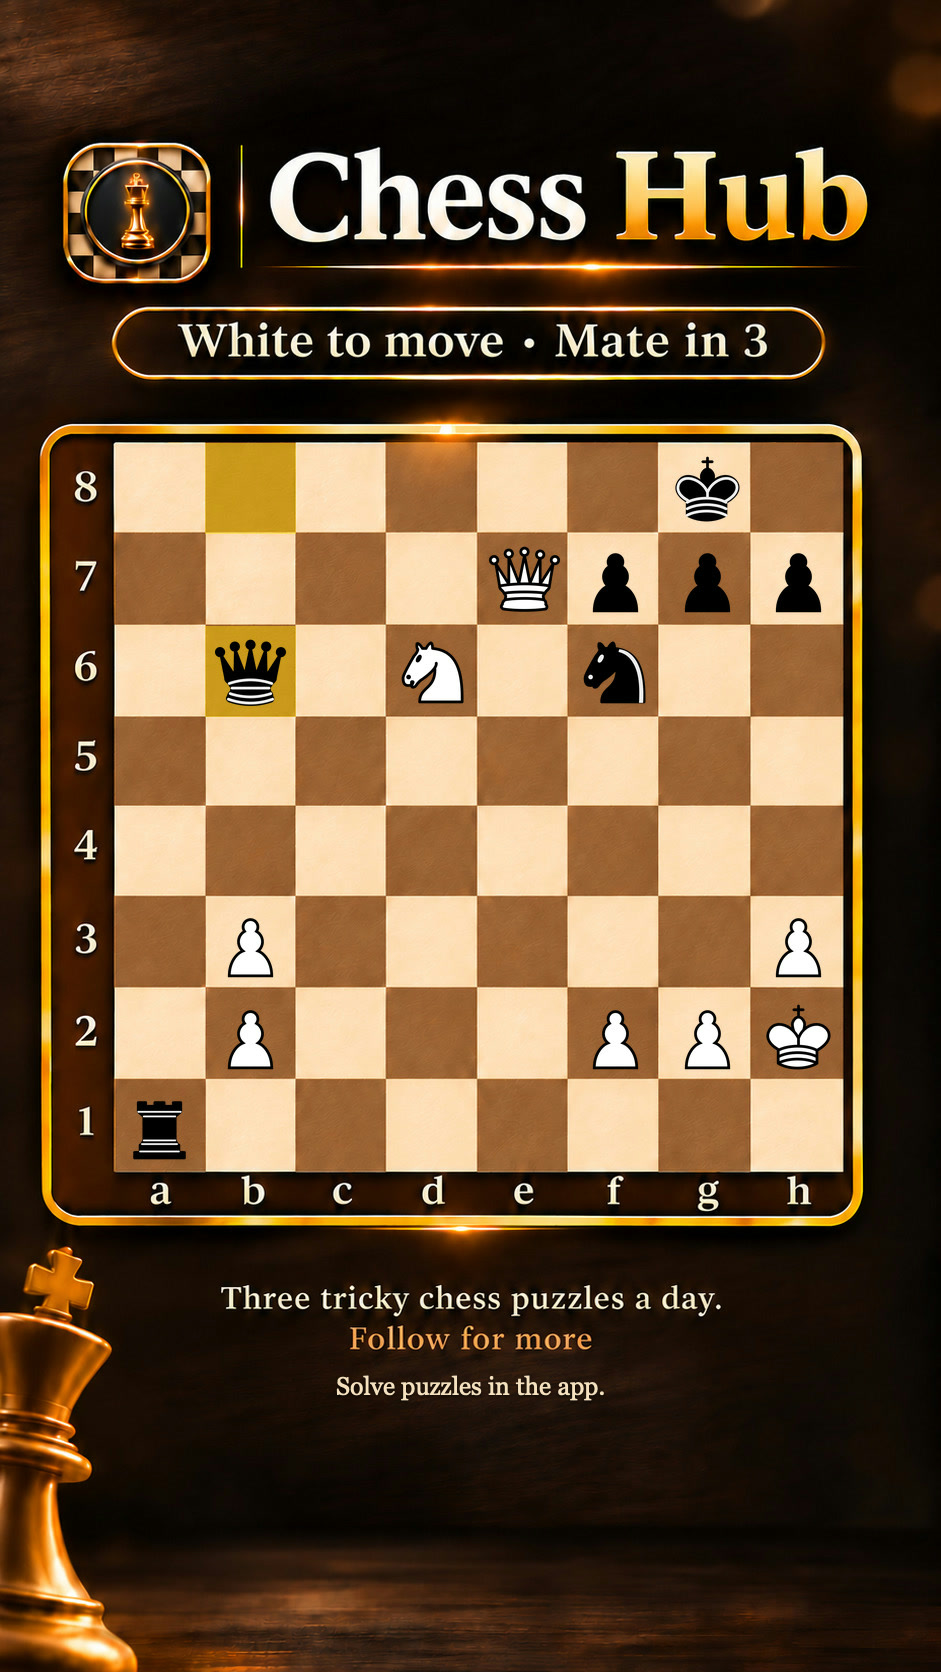 Chess Hub
White to move • Mate in 3
8
7
6
5
4
3
2
1
a b c d e f g h
Three tricky chess puzzles a day.
Follow for more
Solve puzzles in the app.